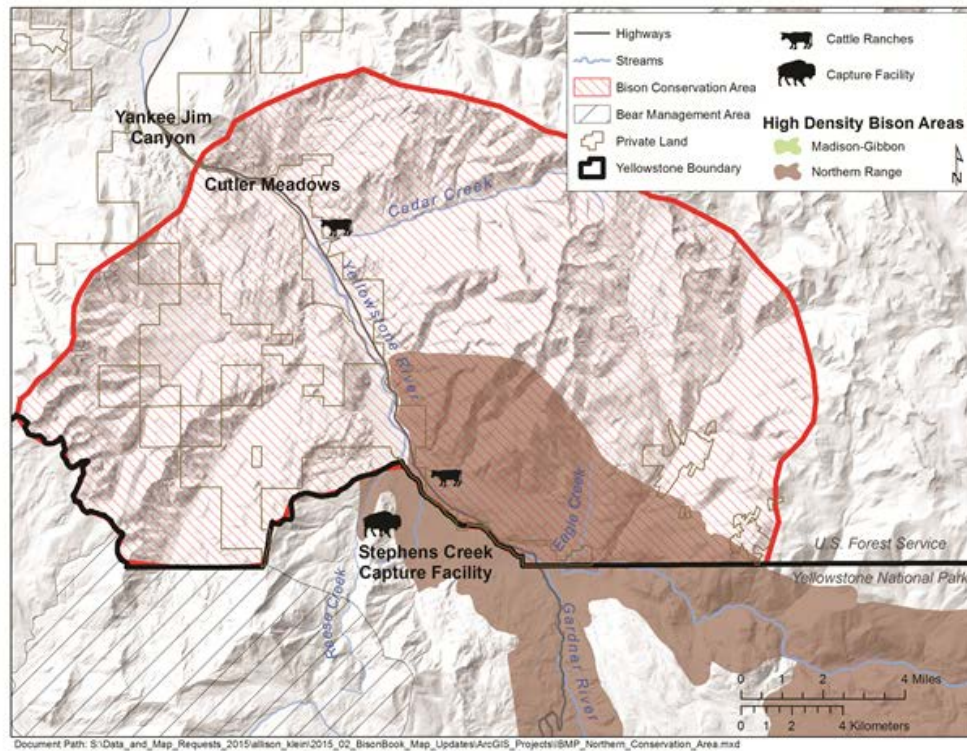 Highways
Streams
Bison Conservation Area
Bear Management Area
Private Land
Yellowstone Boundary
Cattle Ranches
Capture Facility
High Density Bison Areas
Madison-Gibbon
Northern Range
N
Yankee Jim
Canyon
Cutler Meadows
Cedar Creek
Yellowstone River
Eagle Creek
Stephens Creek
Capture Facility
Reese Creek
Gardner River
U.S. Forest Service
Yellowstone National Park
0 1 2 4 Miles
0 1 2 4 Kilometers
Document Path: S:\Data_and_Map_Requests_2015\allison_klein\2015_02_BisonBook_Map_Updates\ArcGIS_Projects\IBMP_Northern_Conservation_Area.mxd